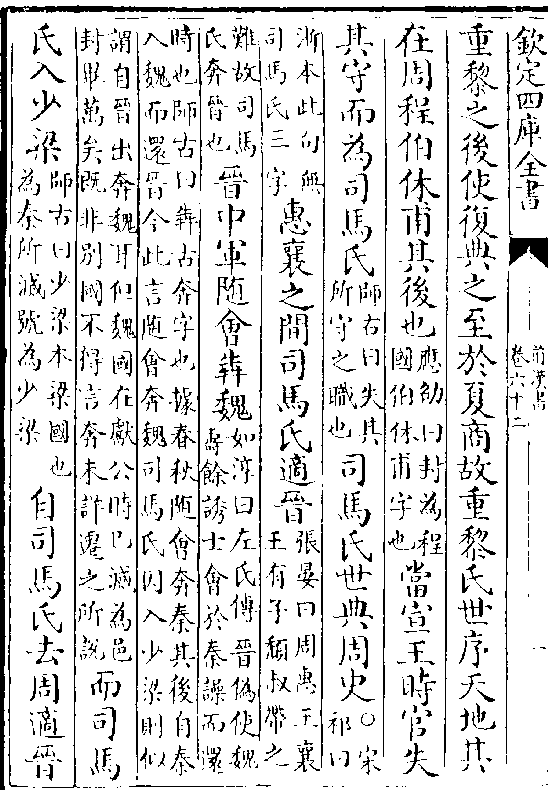 欽定四庫全書
前漢書
卷六十二
重黎之後使復典之至於夏商故重黎氏世序天地其
在周程伯休甫其後也
應劭曰封為程
國伯休甫字也
當宣王時官失
其守而為司馬氏
師古曰失其
所守之職也
司馬氏世典周史
○宋
祁曰
浙本此句無
司馬氏三字
惠襄之間司馬氏適晉
張晏曰周惠王襄
王有子頽叔帶之
難故司馬
氏奔晉也
晉中軍隨會犇魏
如淳曰左氏傳晉偽使魏
壽餘誘士會於秦譟而還
時也師古曰犇古奔字也據春秋隨會奔秦其後自秦
入魏而還晉今此言隨會奔魏司馬氏因入少梁則似
謂自晉出奔魏耳但魏國在獻公時已滅為邑
封畢萬矣既非别國不得言奔未詳遷之所說
而司馬
氏入少梁
師古曰少梁本梁國也
為秦所滅號為少梁
自司馬氏去周適晉